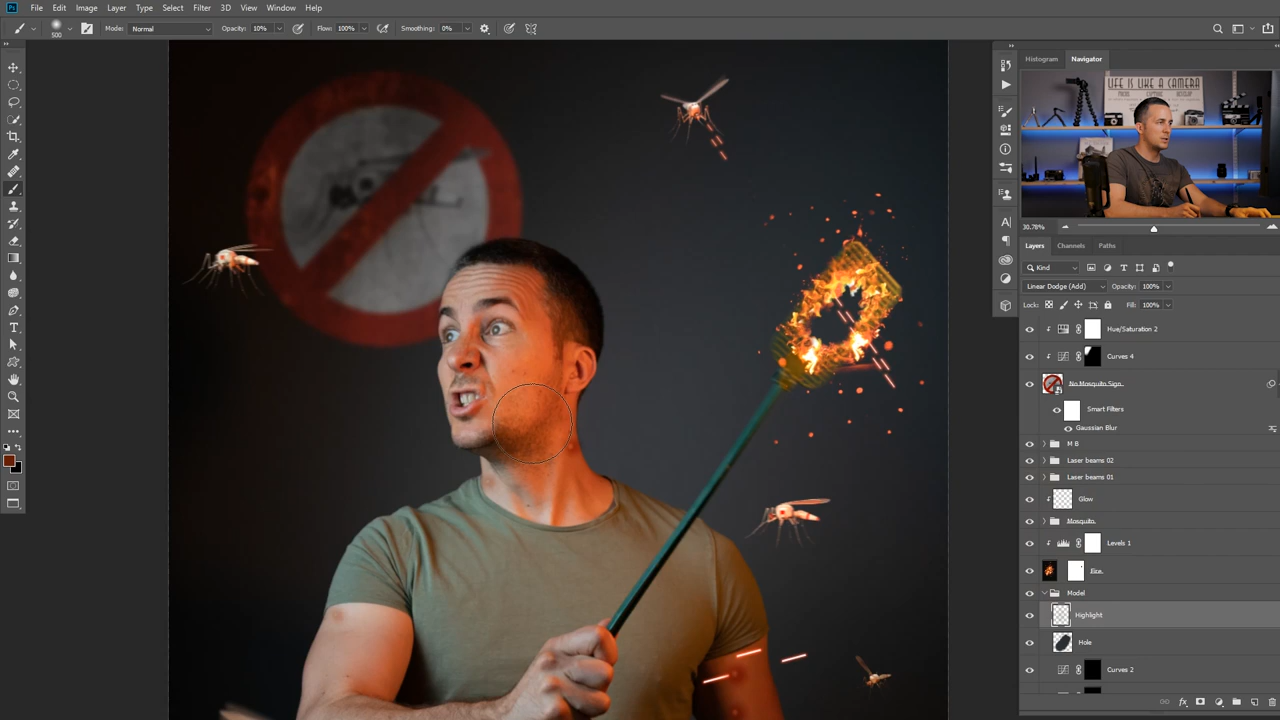 Ps File Edit Image Layer Type Select Filter 3D View Window Help
500 Mode: Normal Opacity: 10% Flow: 100% Smoothing: 0%
Histogram Navigator
LIFE IS LIKE A CAMERA
30.78%
Layers Channels Paths
Kind
Linear Dodge (Add) Opacity: 100%
Lock: Fill: 100%
Hue/Saturation 2
Curves 4
No Mosquito Sign
Smart Filters
Gaussian Blur
M B
Laser beams 02
Laser beams 01
Glow
Mosquito
Levels 1
Fire
Model
Highlight
Hole
Curves 2